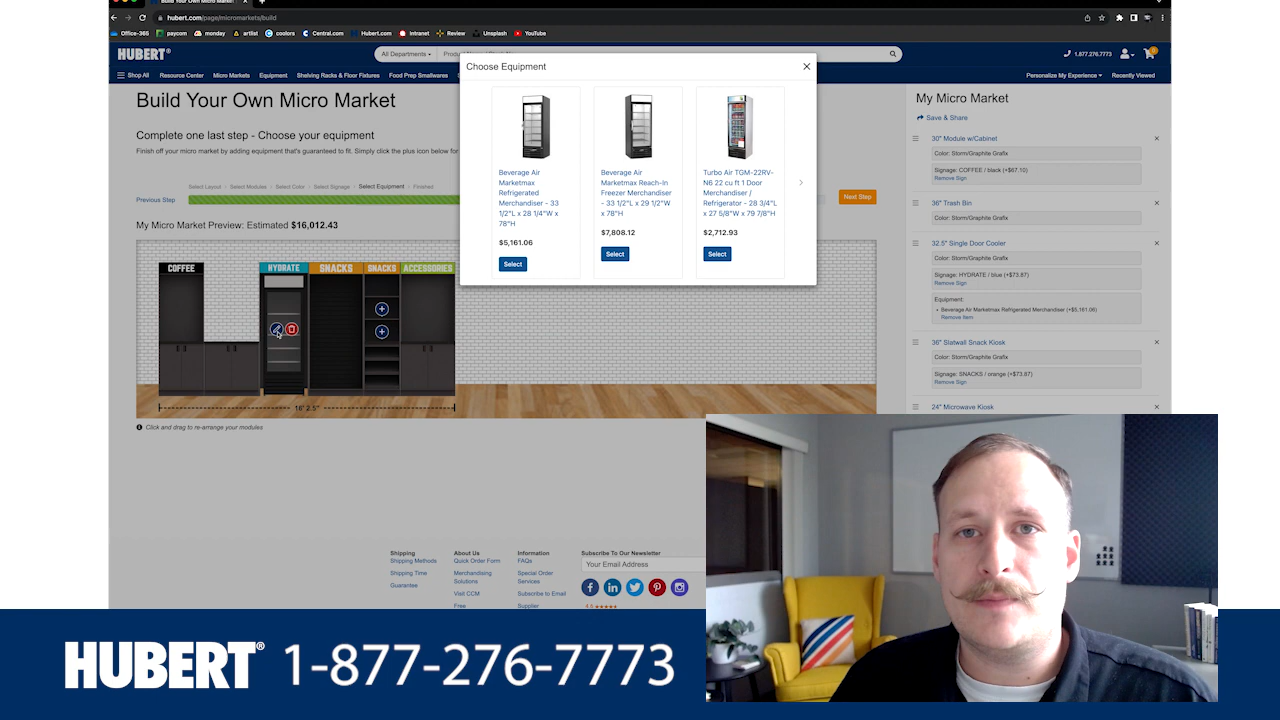 Build Your Own Micro Market
hubert.com/page/micromarkets/build
Office-365
paycom
monday
artlist
coolors
Central.com
Hubert.com
Intranet
Review
Unsplash
YouTube
HUBERT®
All Departments
1.877.276.7773
Shop All
Resource Center
Micro Markets
Equipment
Shelving Racks & Floor Fixtures
Food Prep Smallwares
Personalize My Experience
Recently Viewed
Build Your Own Micro Market
Complete one last step - Choose your equipment
Finish off your micro market by adding equipment that's guaranteed to fit. Simply click the plus icon below for
Select Layout
Select Modules
Select Color
Select Signage
Select Equipment
Finished
Previous Step
Next Step
My Micro Market Preview: Estimated $16,012.43
COFFEE
HYDRATE
SNACKS
SNACKS
ACCESSORIES
16' 2.5"
Click and drag to re-arrange your modules
Choose Equipment
Beverage Air
Marketmax
Refrigerated
Merchandiser - 33
1/2"L x 28 1/4"W x
78"H
$5,161.06
Select
Beverage Air
Marketmax Reach-In
Freezer Merchandiser
- 33 1/2"L x 29 1/2"W
x 78"H
$7,808.12
Select
Turbo Air TGM-22RV-
N6 22 cu ft 1 Door
Merchandiser /
Refrigerator - 28 3/4"L
x 27 5/8"W x 79 7/8"H
$2,712.93
Select
My Micro Market
Save & Share
30" Module w/Cabinet
Color: Storm/Graphite Grafix
Signage: COFFEE / black (+$87.10)
Remove Sign
36" Trash Bin
Color: Storm/Graphite Grafix
32.5" Single Door Cooler
Color: Storm/Graphite Grafix
Signage: HYDRATE / blue (+$73.87)
Remove Sign
Equipment:
Beverage Air Marketmax Refrigerated Merchandiser (+$5,161.06)
Remove Item
36" Slatwall Snack Kiosk
Color: Storm/Graphite Grafix
Signage: SNACKS / orange (+$73.87)
Remove Sign
24" Microwave Kiosk
Shipping
Shipping Methods
Shipping Time
Guarantee
About Us
Quick Order Form
Merchandising
Solutions
Visit CCM
Free
Information
FAQs
Special Order
Services
Subscribe to Email
Supplier
Subscribe To Our Newsletter
Your Email Address
HUBERT® 1-877-276-7773